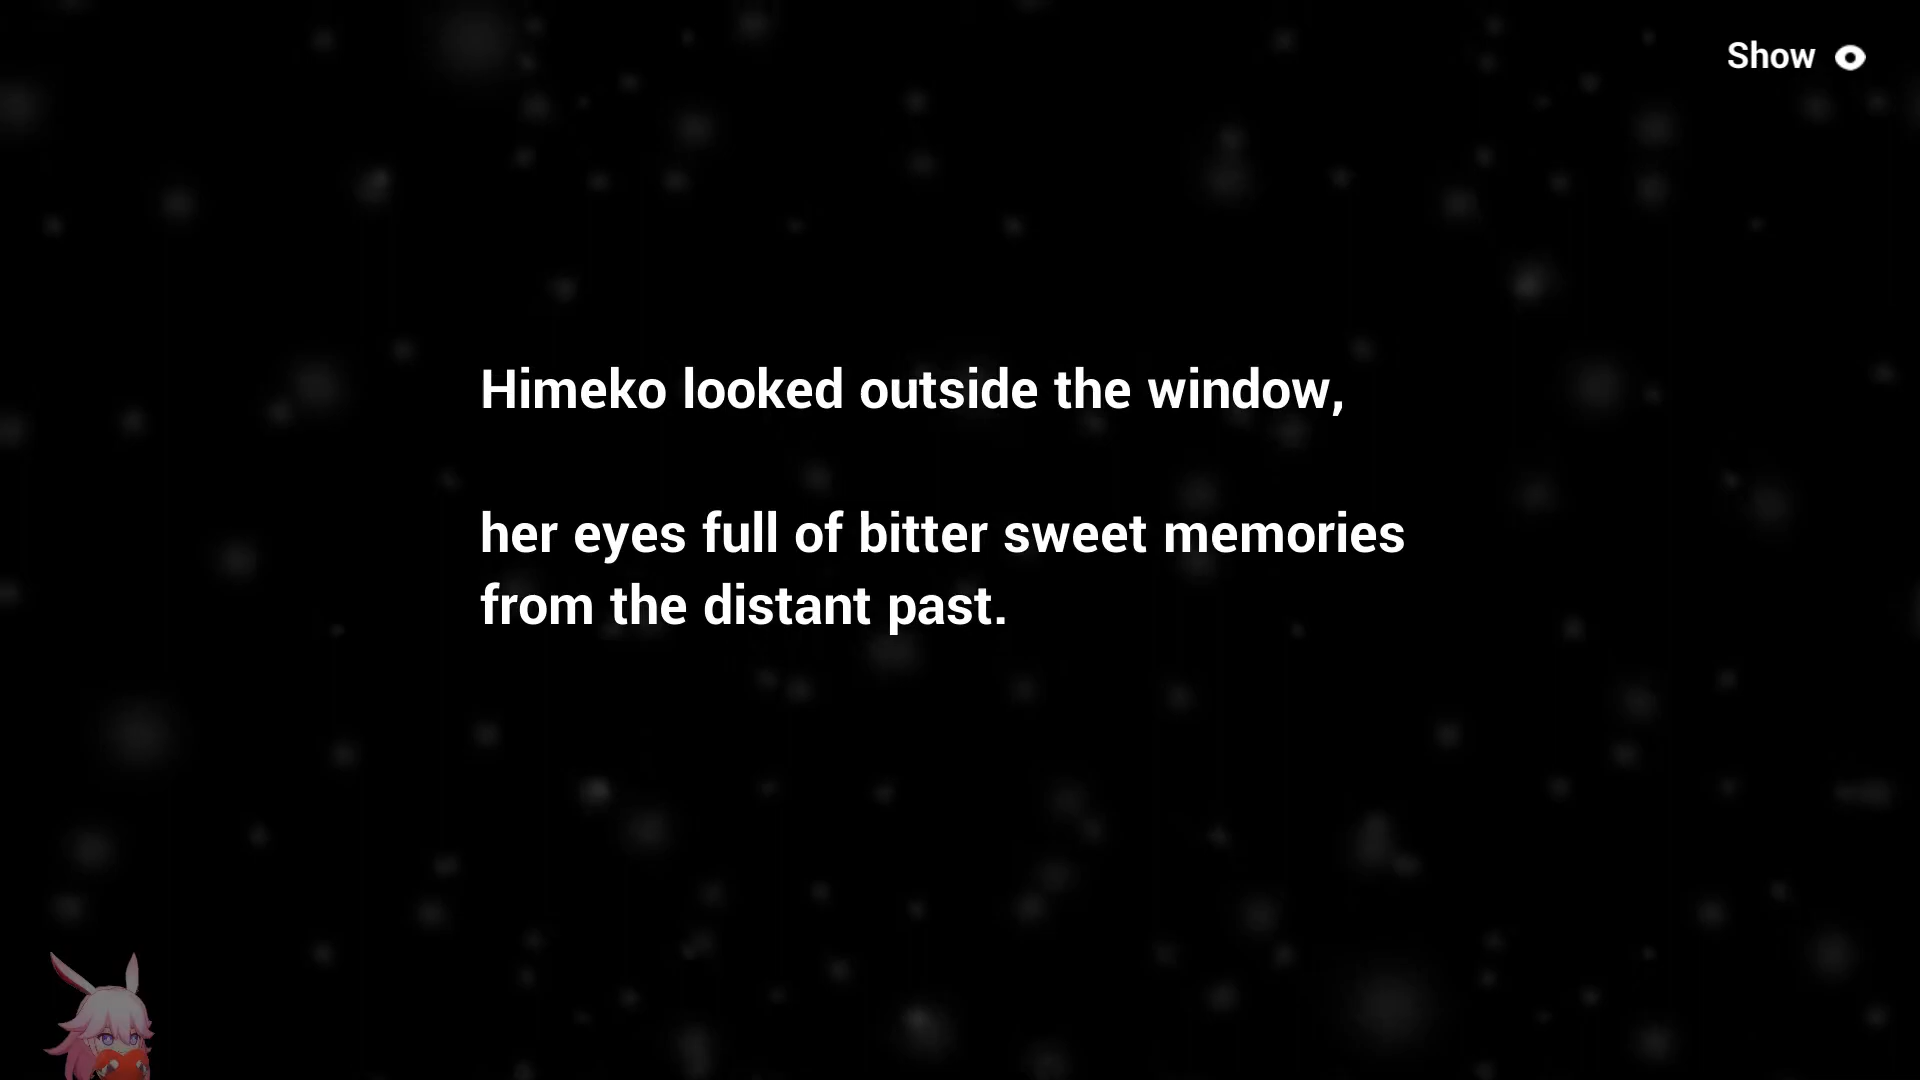 Show
Himeko looked outside the window,
her eyes full of bitter sweet memories
from the distant past.